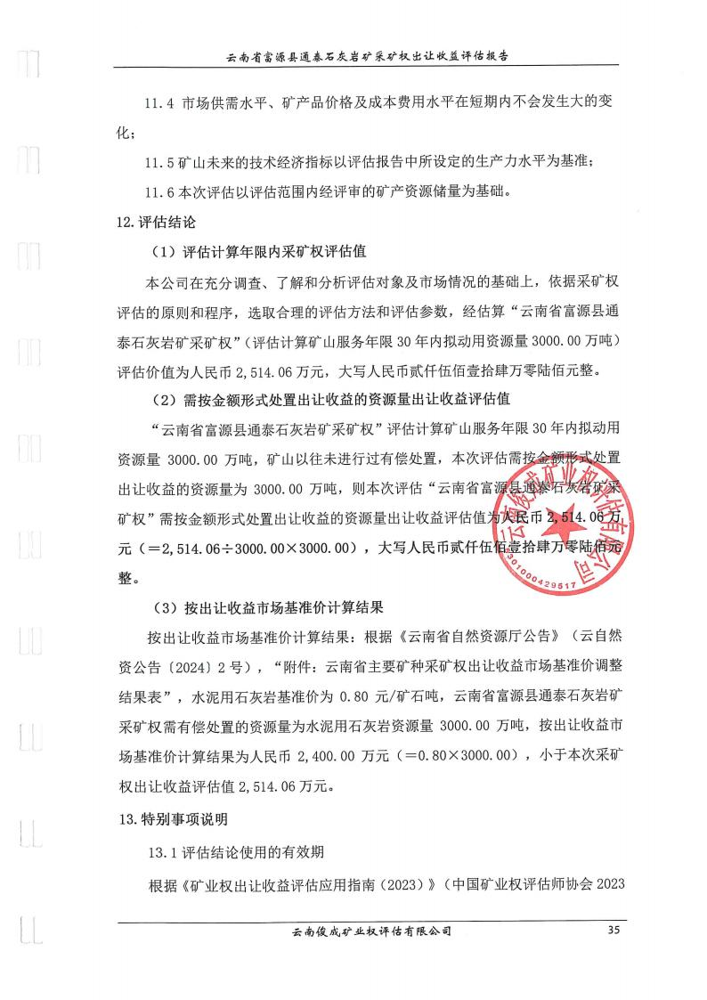 云南省富源县通泰石灰岩矿采矿权出让收益评估报告
11.4 市场供需水平、矿产品价格及成本费用水平在短期内不会发生大的变
化；
11.5 矿山未来的技术经济指标以评估报告中所设定的生产力水平为基准；
11.6 本次评估以评估范围内经评审的矿产资源储量为基础。
12.评估结论
（1）评估计算年限内采矿权评估值
本公司在充分调查、了解和分析评估对象及市场情况的基础上，依据采矿权
评估的原则和程序，选取合理的评估方法和评估参数，经估算“云南省富源县通
泰石灰岩矿采矿权”（评估计算矿山服务年限 30 年内拟动用资源量 3000.00 万吨）
评估价值为人民币 2,514.06 万元，大写人民币贰仟伍佰壹拾肆万零陆佰元整。
（2）需按金额形式处置出让收益的资源量出让收益评估值
“云南省富源县通泰石灰岩矿采矿权”评估计算矿山服务年限 30 年内拟动用
资源量 3000.00 万吨，矿山以往未进行过有偿处置，本次评估需按金额形式处置
出让收益的资源量为 3000.00 万吨，则本次评估“云南省富源县通泰石灰岩矿采
矿权”需按金额形式处置出让收益的资源量出让收益评估值为人民币 2,514.06 万
元（＝2,514.06÷3000.00×3000.00），大写人民币贰仟伍佰壹拾肆万零陆佰元
整。
云南俊成矿业权评估有限公司
5301000429517
（3）按出让收益市场基准价计算结果
按出让收益市场基准价计算结果：根据《云南省自然资源厅公告》（云自然
资公告〔2024〕2 号），“附件：云南省主要矿种采矿权出让收益市场基准价调整
结果表”，水泥用石灰岩基准价为 0.80 元/矿石吨，云南省富源县通泰石灰岩矿
采矿权需有偿处置的资源量为水泥用石灰岩资源量 3000.00 万吨，按出让收益市
场基准价计算结果为人民币 2,400.00 万元（＝0.80×3000.00），小于本次采矿
权出让收益评估值 2,514.06 万元。
13.特别事项说明
13.1 评估结论使用的有效期
根据《矿业权出让收益评估应用指南（2023）》（中国矿业权评估师协会 2023
云南俊成矿业权评估有限公司
35